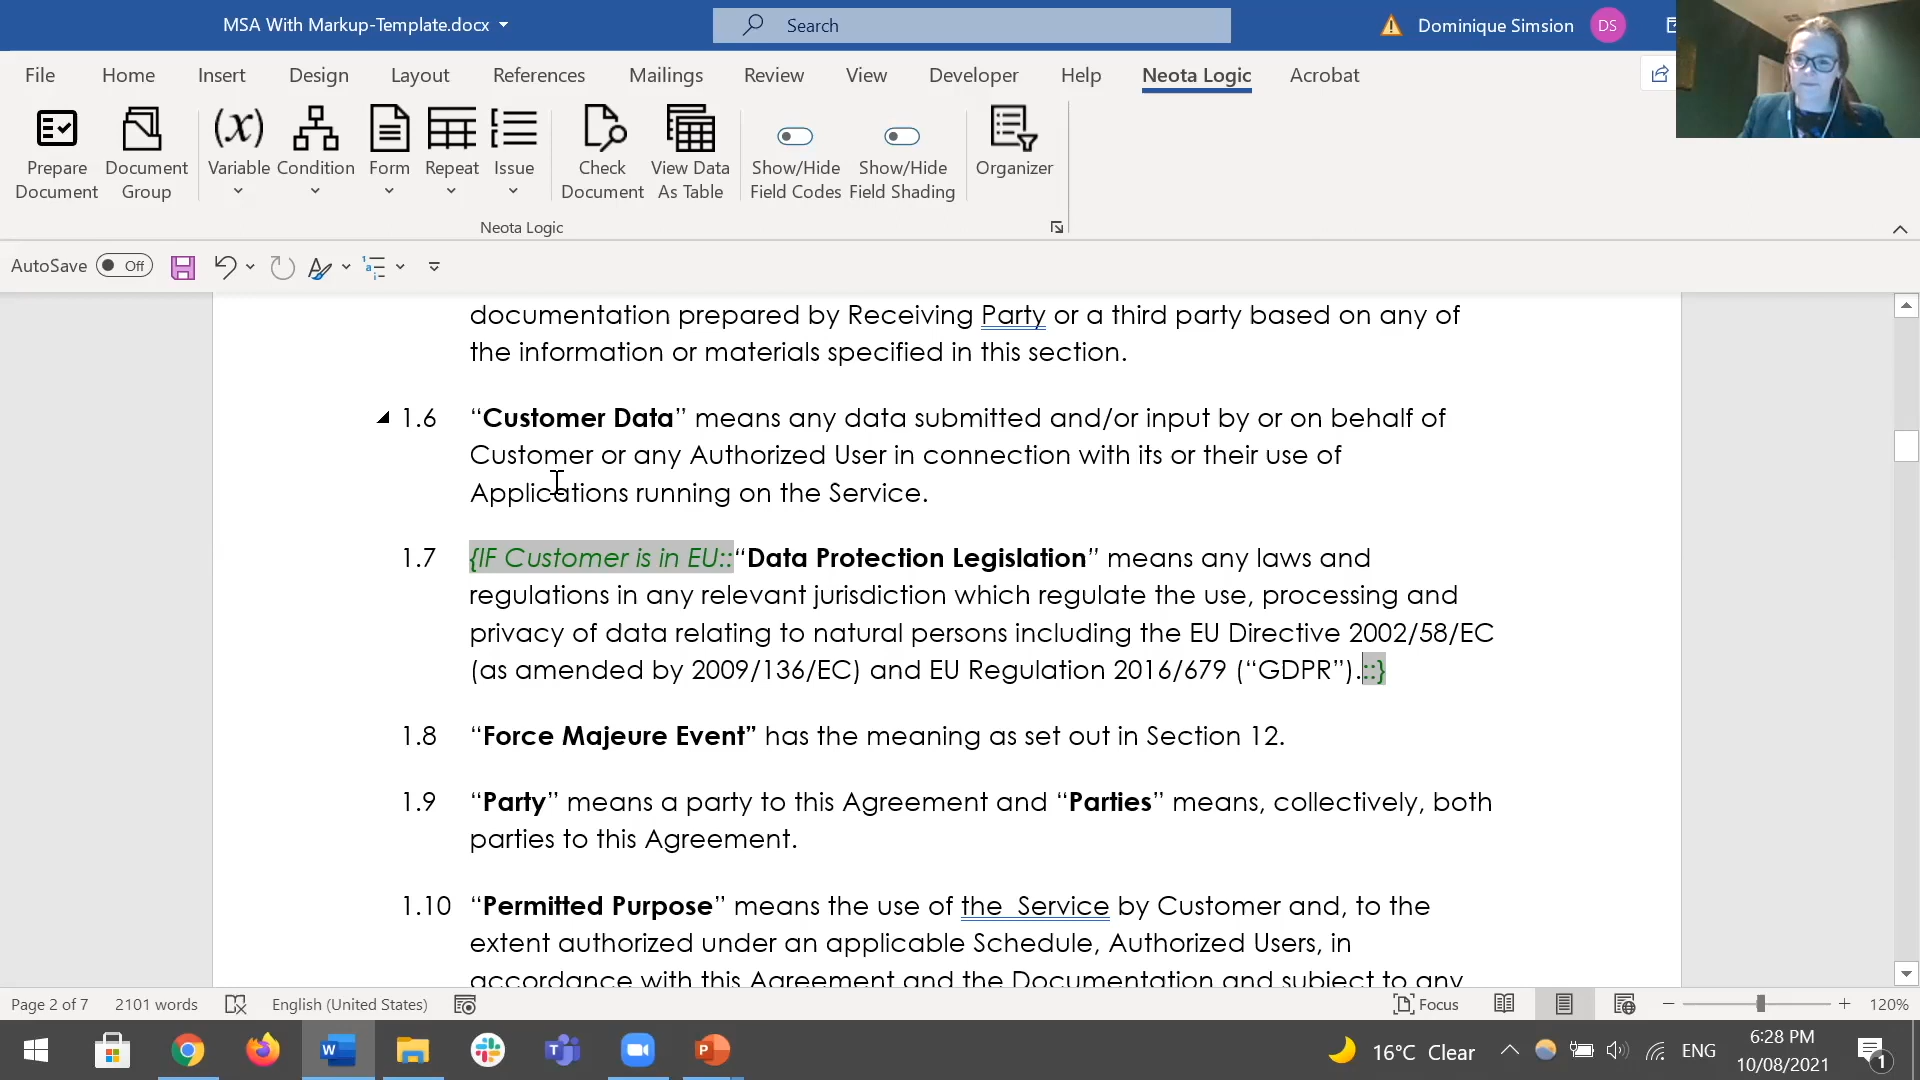 MSA With Markup-Template.docx
Search
Dominique Simsion
DS
File
Home
Insert
Design
Layout
References
Mailings
Review
View
Developer
Help
Neota Logic
Acrobat
Prepare
Document
Document
Group
Variable
Condition
Form
Repeat
Issue
Check
Document
View Data
As Table
Show/Hide
Field Codes
Show/Hide
Field Shading
Organizer
Neota Logic
AutoSave
Off
documentation prepared by Receiving Party or a third party based on any of
the information or materials specified in this section.
1.6 “Customer Data” means any data submitted and/or input by or on behalf of
Customer or any Authorized User in connection with its or their use of
Applications running on the Service.
1.7 {IF Customer is in EU::“Data Protection Legislation” means any laws and
regulations in any relevant jurisdiction which regulate the use, processing and
privacy of data relating to natural persons including the EU Directive 2002/58/EC
(as amended by 2009/136/EC) and EU Regulation 2016/679 (“GDPR”).::}
1.8 “Force Majeure Event” has the meaning as set out in Section 12.
1.9 “Party” means a party to this Agreement and “Parties” means, collectively, both
parties to this Agreement.
1.10 “Permitted Purpose” means the use of the  Service by Customer and, to the
extent authorized under an applicable Schedule, Authorized Users, in
accordance with this Agreement and the Documentation and subject to any
Page 2 of 7
2101 words
English (United States)
Focus
120%
16°C Clear
ENG
6:28 PM
10/08/2021
1